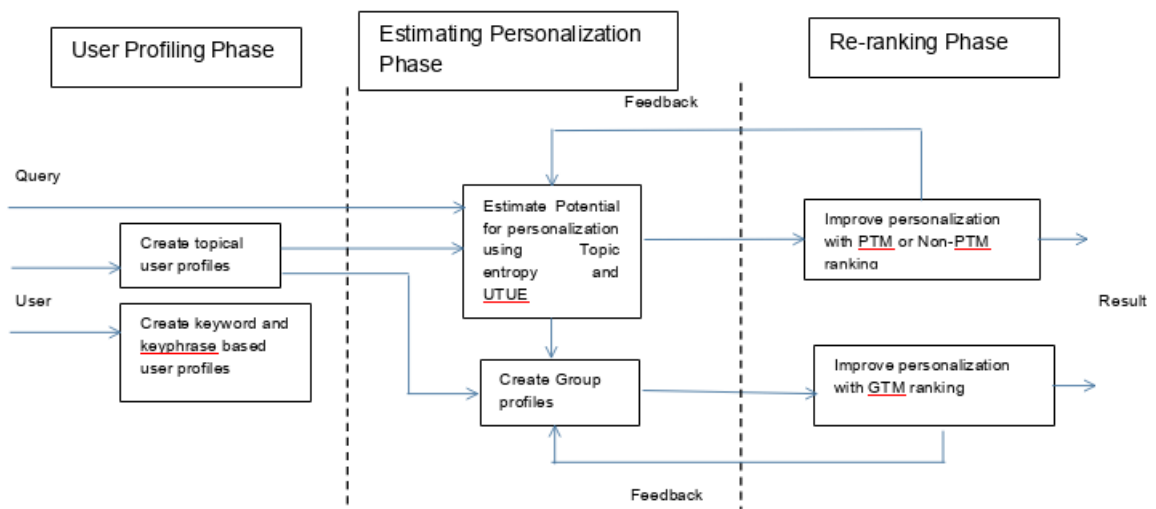 User Profiling Phase
Estimating Personalization
Phase
Re-ranking Phase
Feedback
Query
Create topical
user profiles
User
Create keyword and
keyphrase based
user profiles
Estimate Potential
for personalization
using Topic
entropy and
UTUE
Create Group
profiles
Improve personalization
with PTM or Non-PTM
ranking
Result
Improve personalization
with GTM ranking
Feedback